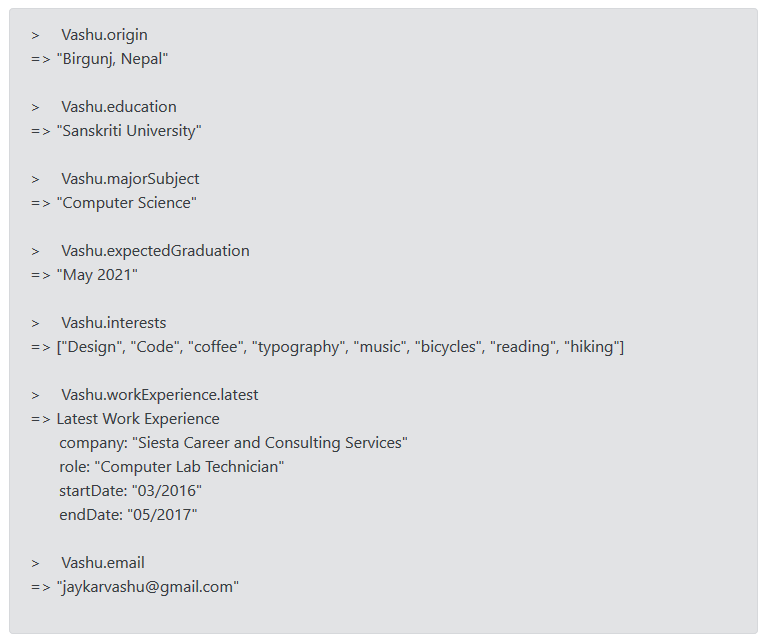 > Vashu.origin
=> "Birgunj, Nepal"
> Vashu.education
=> "Sanskriti University"
> Vashu.majorSubject
=> "Computer Science"
> Vashu.expectedGraduation
=> "May 2021"
> Vashu.interests
=> ["Design", "Code", "coffee", "typography", "music", "bicycles", "reading", "hiking"]
> Vashu.workExperience.latest
=> Latest Work Experience
company: "Siesta Career and Consulting Services"
role: "Computer Lab Technician"
startDate: "03/2016"
endDate: "05/2017"
> Vashu.email
=> "jaykarvashu@gmail.com"